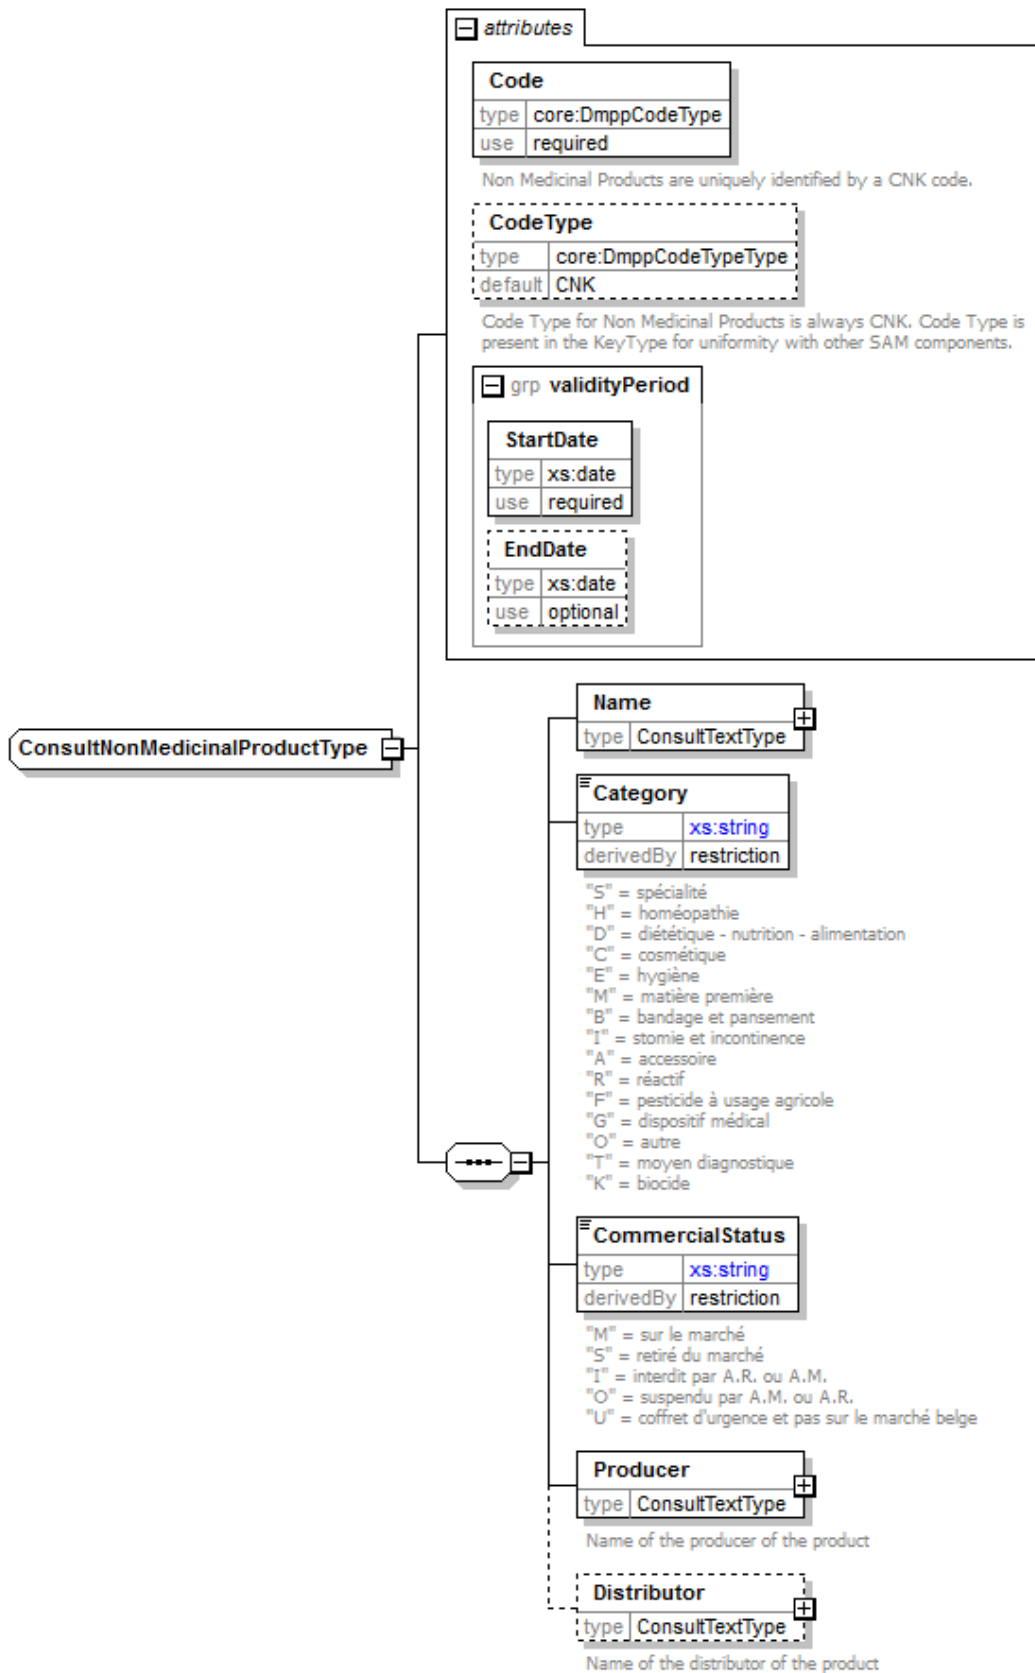 attributes
Code
type core:DmppCodeType
use required
Non Medicinal Products are uniquely identified by a CNK code.
CodeType
type core:DmppCodeTypeType
default CNK
Code Type for Non Medicinal Products is always CNK. Code Type is
present in the KeyType for uniformity with other SAM components.
grp validityPeriod
StartDate
type xs:date
use required
EndDate
type xs:date
use optional
ConsultNonMedicinalProductType
Name
type ConsultTextType
Category
type xs:string
derivedBy restriction
"S" = spécialité
"H" = homéopathie
"D" = diététique - nutrition - alimentation
"C" = cosmétique
"E" = hygiène
"M" = matière première
"B" = bandage et pansement
"I" = stomie et incontinence
"A" = accessoire
"R" = réactif
"F" = pesticide à usage agricole
"G" = dispositif médical
"O" = autre
"T" = moyen diagnostique
"K" = biocide
CommercialStatus
type xs:string
derivedBy restriction
"M" = sur le marché
"S" = retiré du marché
"I" = interdit par A.R. ou A.M.
"O" = suspendu par A.M. ou A.R.
"U" = coffret d'urgence et pas sur le marché belge
Producer
type ConsultTextType
Name of the producer of the product
Distributor
type ConsultTextType
Name of the distributor of the product